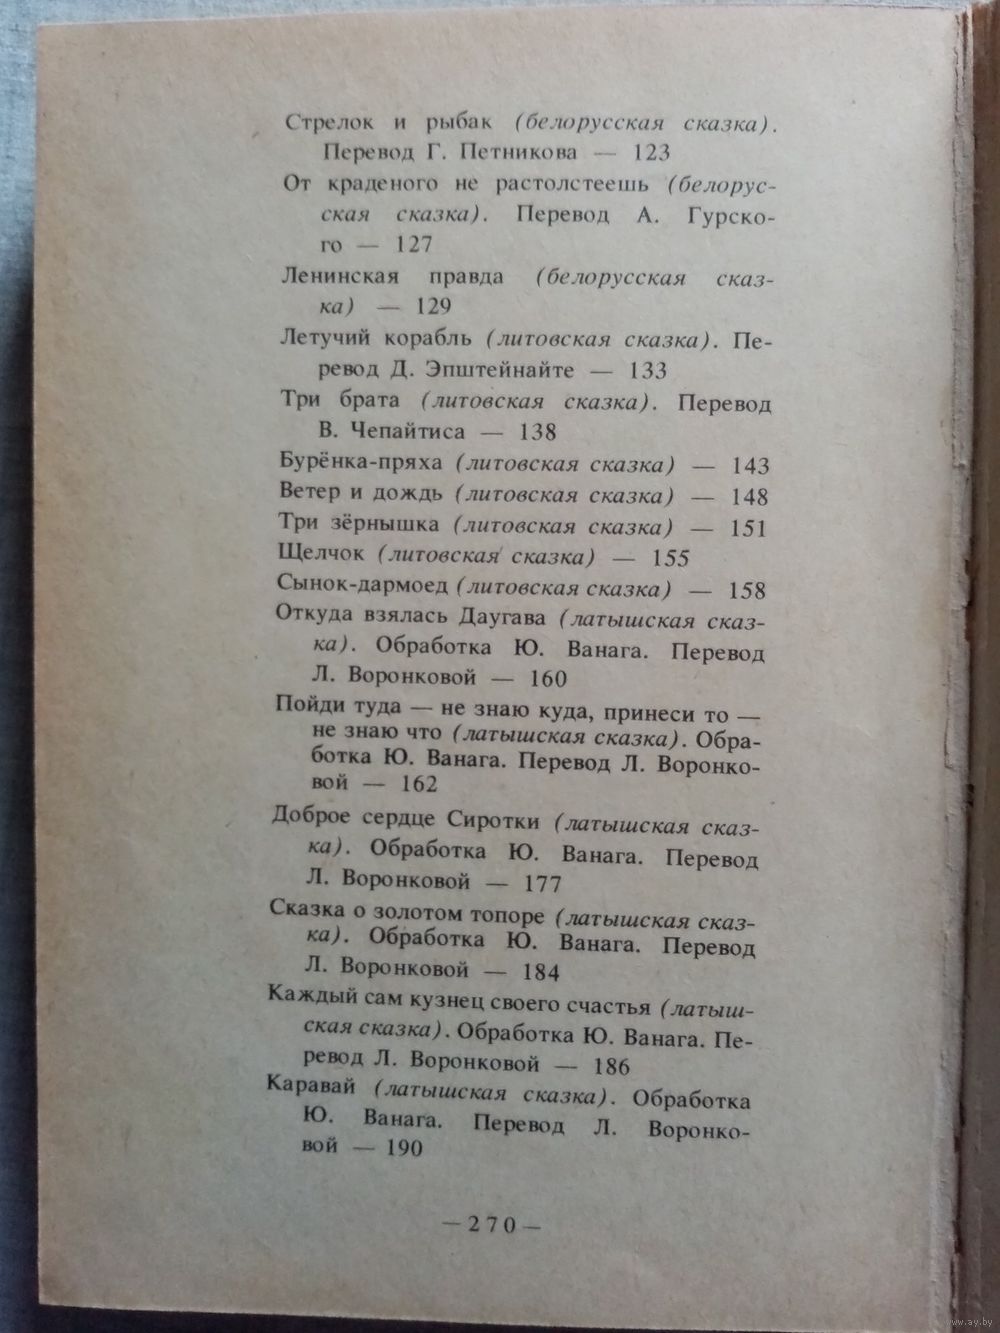 Стрелок и рыбак (белорусская сказка).
Перевод Г. Петникова — 123
От краденого не растолстеешь (белорус-
ская сказка). Перевод А. Гурско-
го — 127
Ленинская правда (белорусская сказ-
ка) — 129
Летучий корабль (литовская сказка). Пе-
ревод Д. Эпштейнайте — 133
Три брата (литовская сказка). Перевод
В. Чепайтиса — 138
Бурёнка-пряха (литовская сказка) — 143
Ветер и дождь (литовская сказка) — 148
Три зёрнышка (литовская сказка) — 151
Щелчок (литовская сказка) — 155
Сынок-дармоед (литовская сказка) — 158
Откуда взялась Даугава (латышская сказ-
ка). Обработка Ю. Ванага. Перевод
Л. Воронковой — 160
Пойди туда — не знаю куда, принеси то —
не знаю что (латышская сказка). Обра-
ботка Ю. Ванага. Перевод Л. Воронко-
вой — 162
Доброе сердце Сиротки (латышская сказ-
ка). Обработка Ю. Ванага. Перевод
Л. Воронковой — 177
Сказка о золотом топоре (латышская сказ-
ка). Обработка Ю. Ванага. Перевод
Л. Воронковой — 184
Каждый сам кузнец своего счастья (латыш-
ская сказка). Обработка Ю. Ванага. Пе-
ревод Л. Воронковой — 186
Каравай (латышская сказка). Обработка
Ю. Ванага. Перевод Л. Воронко-
вой — 190
— 270 —
www.ay.by